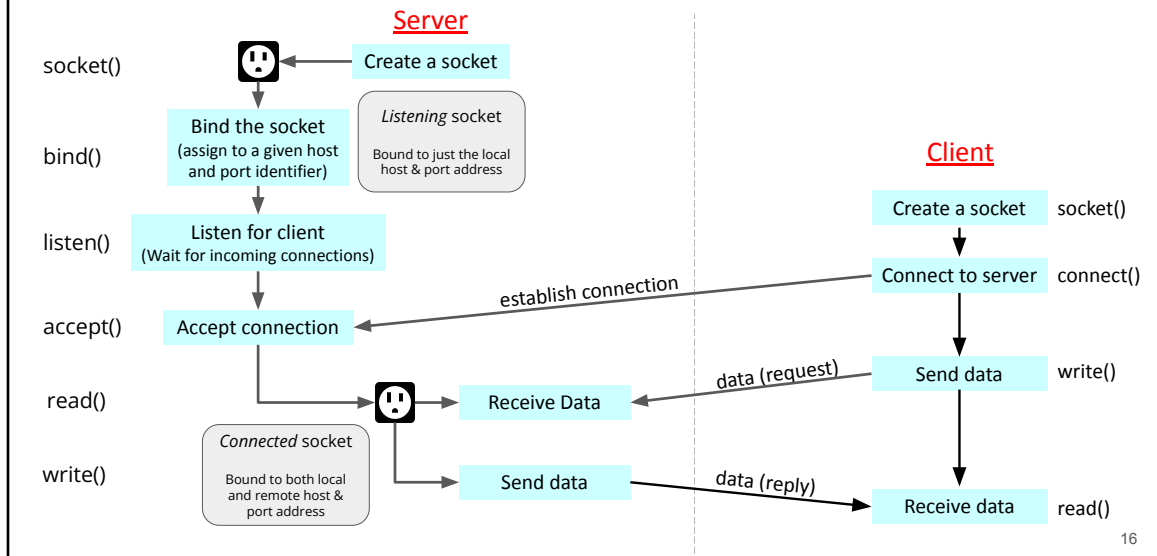 Server
socket()
Create a socket
Listening socket
Bound to just the local
host & port address
bind()
Bind the socket
(assign to a given host
and port identifier)
listen()
Listen for client
(Wait for incoming connections)
accept()
Accept connection
establish connection
read()
Receive Data
data (request)
Connected socket
Bound to both local
and remote host &
port address
write()
Send data
data (reply)
Client
Create a socket
socket()
Connect to server
connect()
Send data
write()
Receive data
read()
16